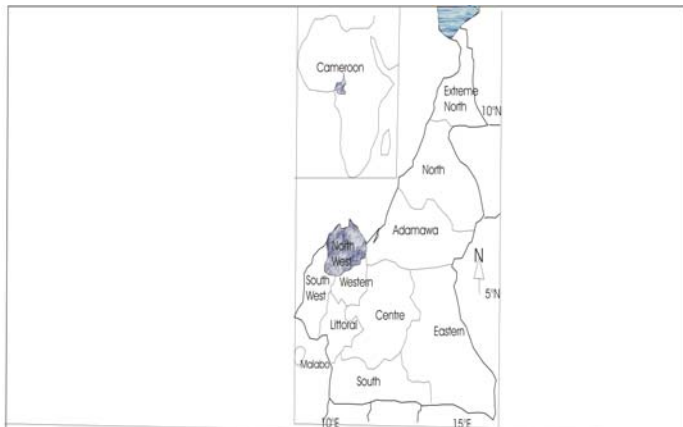 Cameroon
Extreme
North
10°N
North
Adamawa
North
West
N
South
West
Western
5°N
Littoral
Centre
Eastern
Malabo
South
10°E
15°E